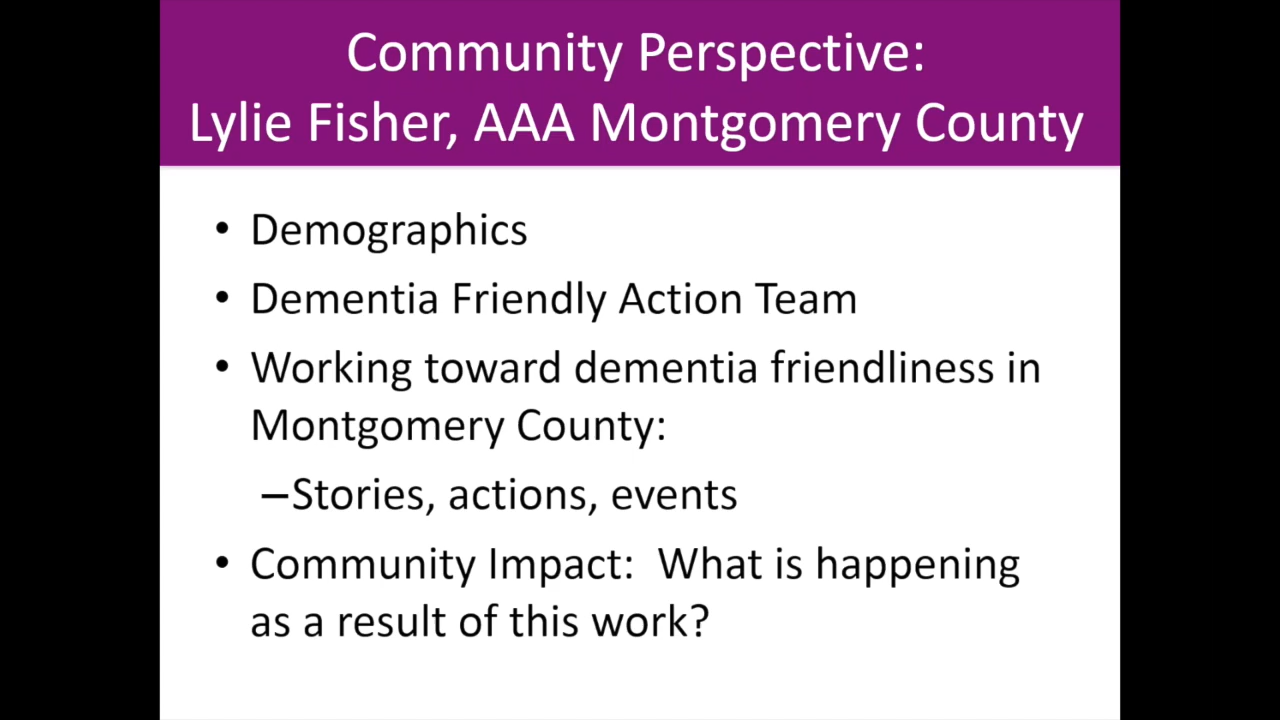 Community Perspective:
Lylie Fisher, AAA Montgomery County
• Demographics
• Dementia Friendly Action Team
• Working toward dementia friendliness in
Montgomery County:
–Stories, actions, events
• Community Impact:  What is happening
as a result of this work?